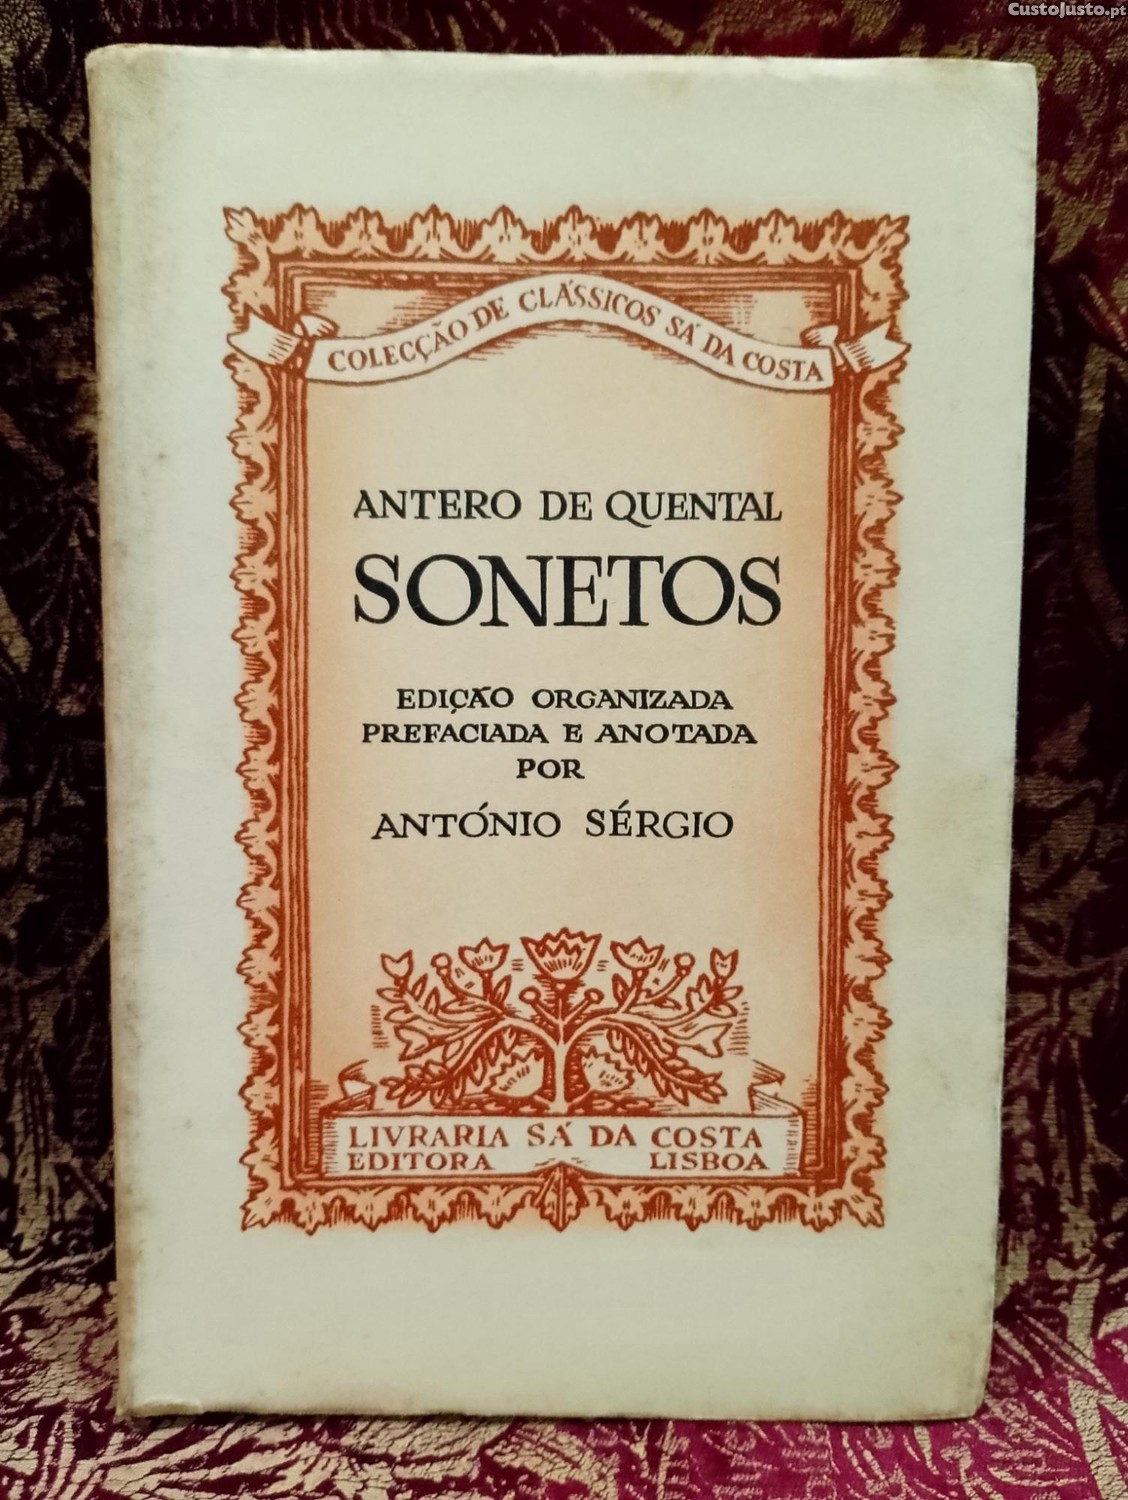 CustoJusto.pt
COLECÇÃO DE CLÁSSICOS SÁ DA COSTA
ANTERO DE QUENTAL
SONETOS
EDIÇÃO ORGANIZADA
PREFACIADA E ANOTADA
POR
ANTÓNIO SÉRGIO
LIVRARIA SÁ DA COSTA
EDITORA LISBOA